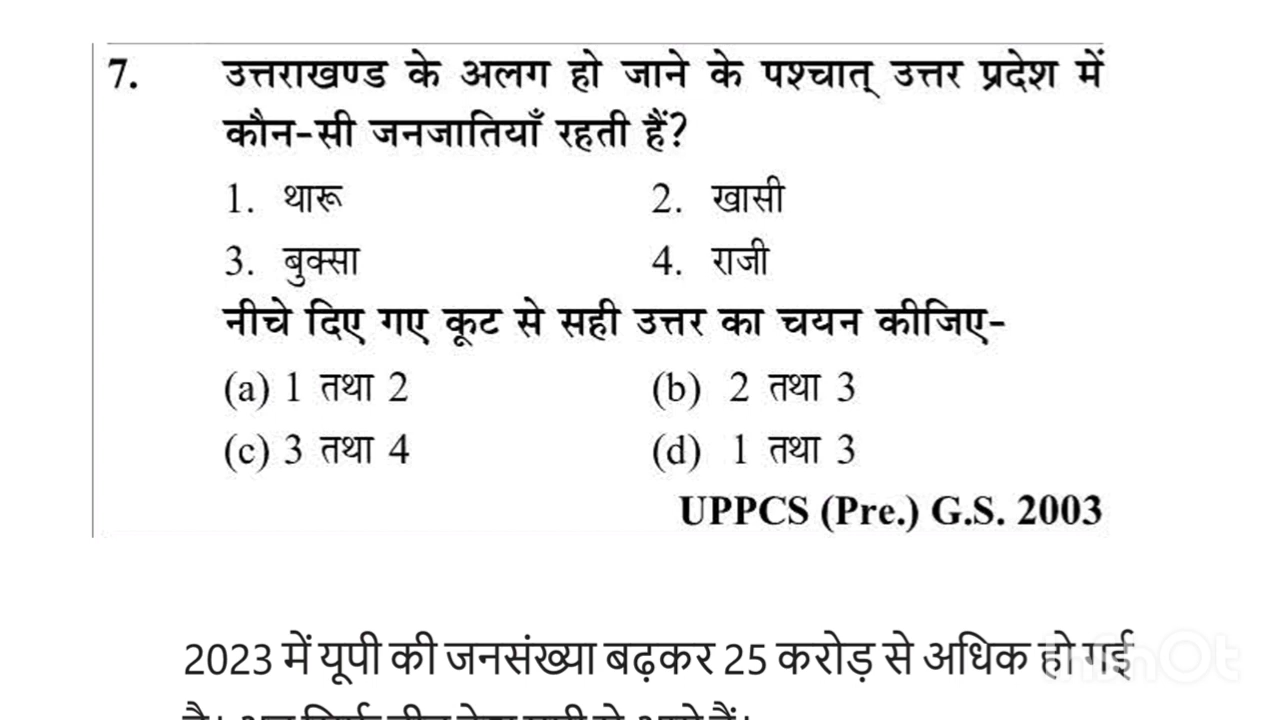 7. उत्तराखण्ड के अलग हो जाने के पश्चात् उत्तर प्रदेश में
कौन-सी जनजातियाँ रहती हैं?
1. थारू 2. खासी
3. बुक्सा 4. राजी
नीचे दिए गए कूट से सही उत्तर का चयन कीजिए-
(a) 1 तथा 2 (b) 2 तथा 3
(c) 3 तथा 4 (d) 1 तथा 3
UPPCS (Pre.) G.S. 2003
2023 में यूपी की जनसंख्या बढ़कर 25 करोड़ से अधिक हो गई